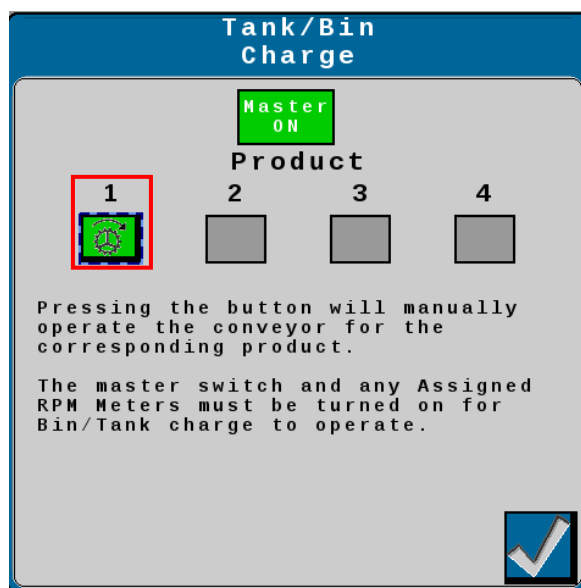 Tank/Bin
Charge
Master
ON
Product
1 2 3 4
Pressing the button will manually
operate the conveyor for the
corresponding product.
The master switch and any Assigned
RPM Meters must be turned on for
Bin/Tank charge to operate.